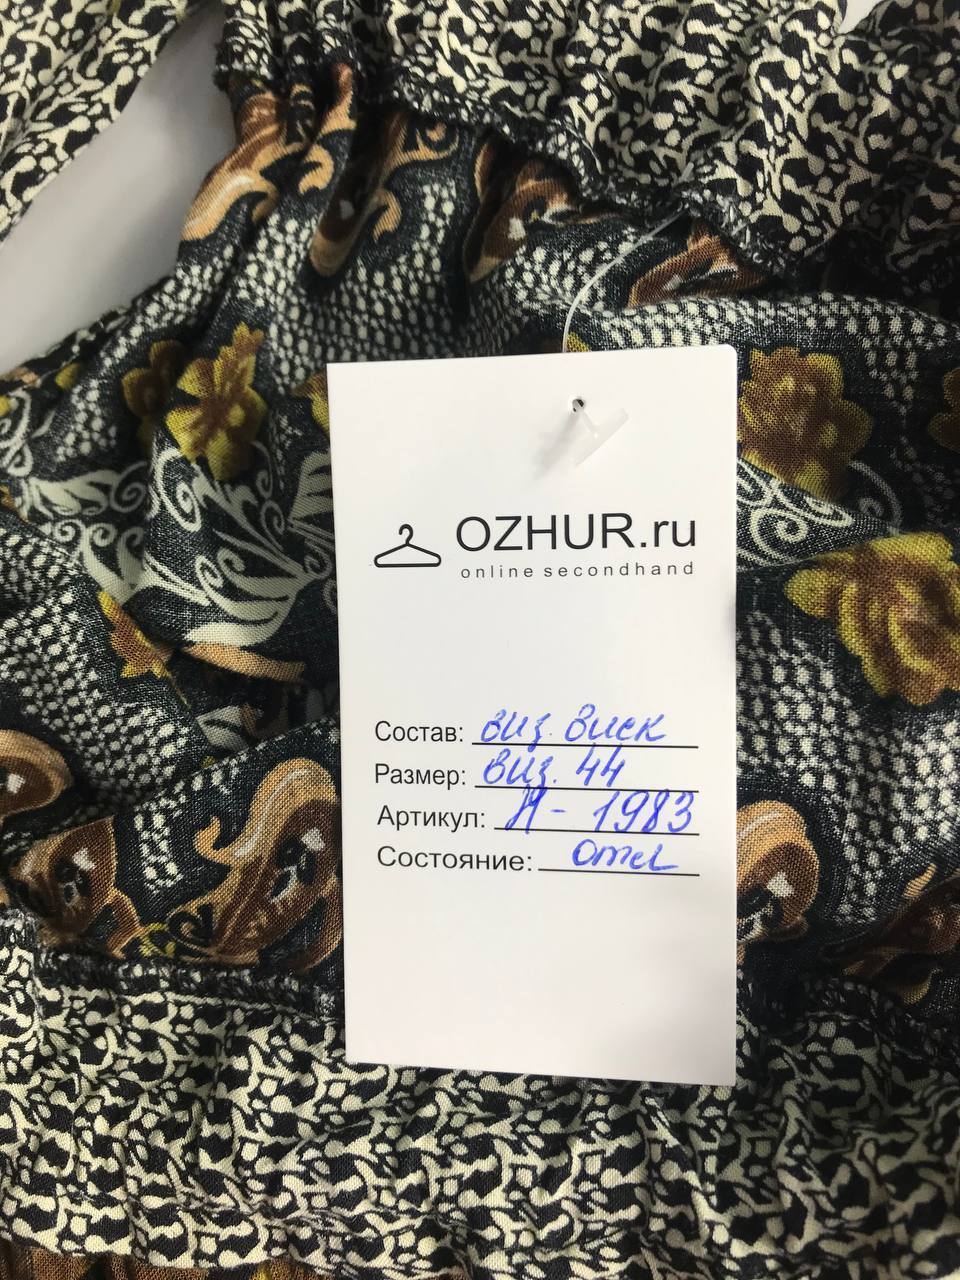 OZHUR.ru
online secondhand
Состав: виз. виск
Размер: виз. 44
Артикул: Н - 1983
Состояние: отл